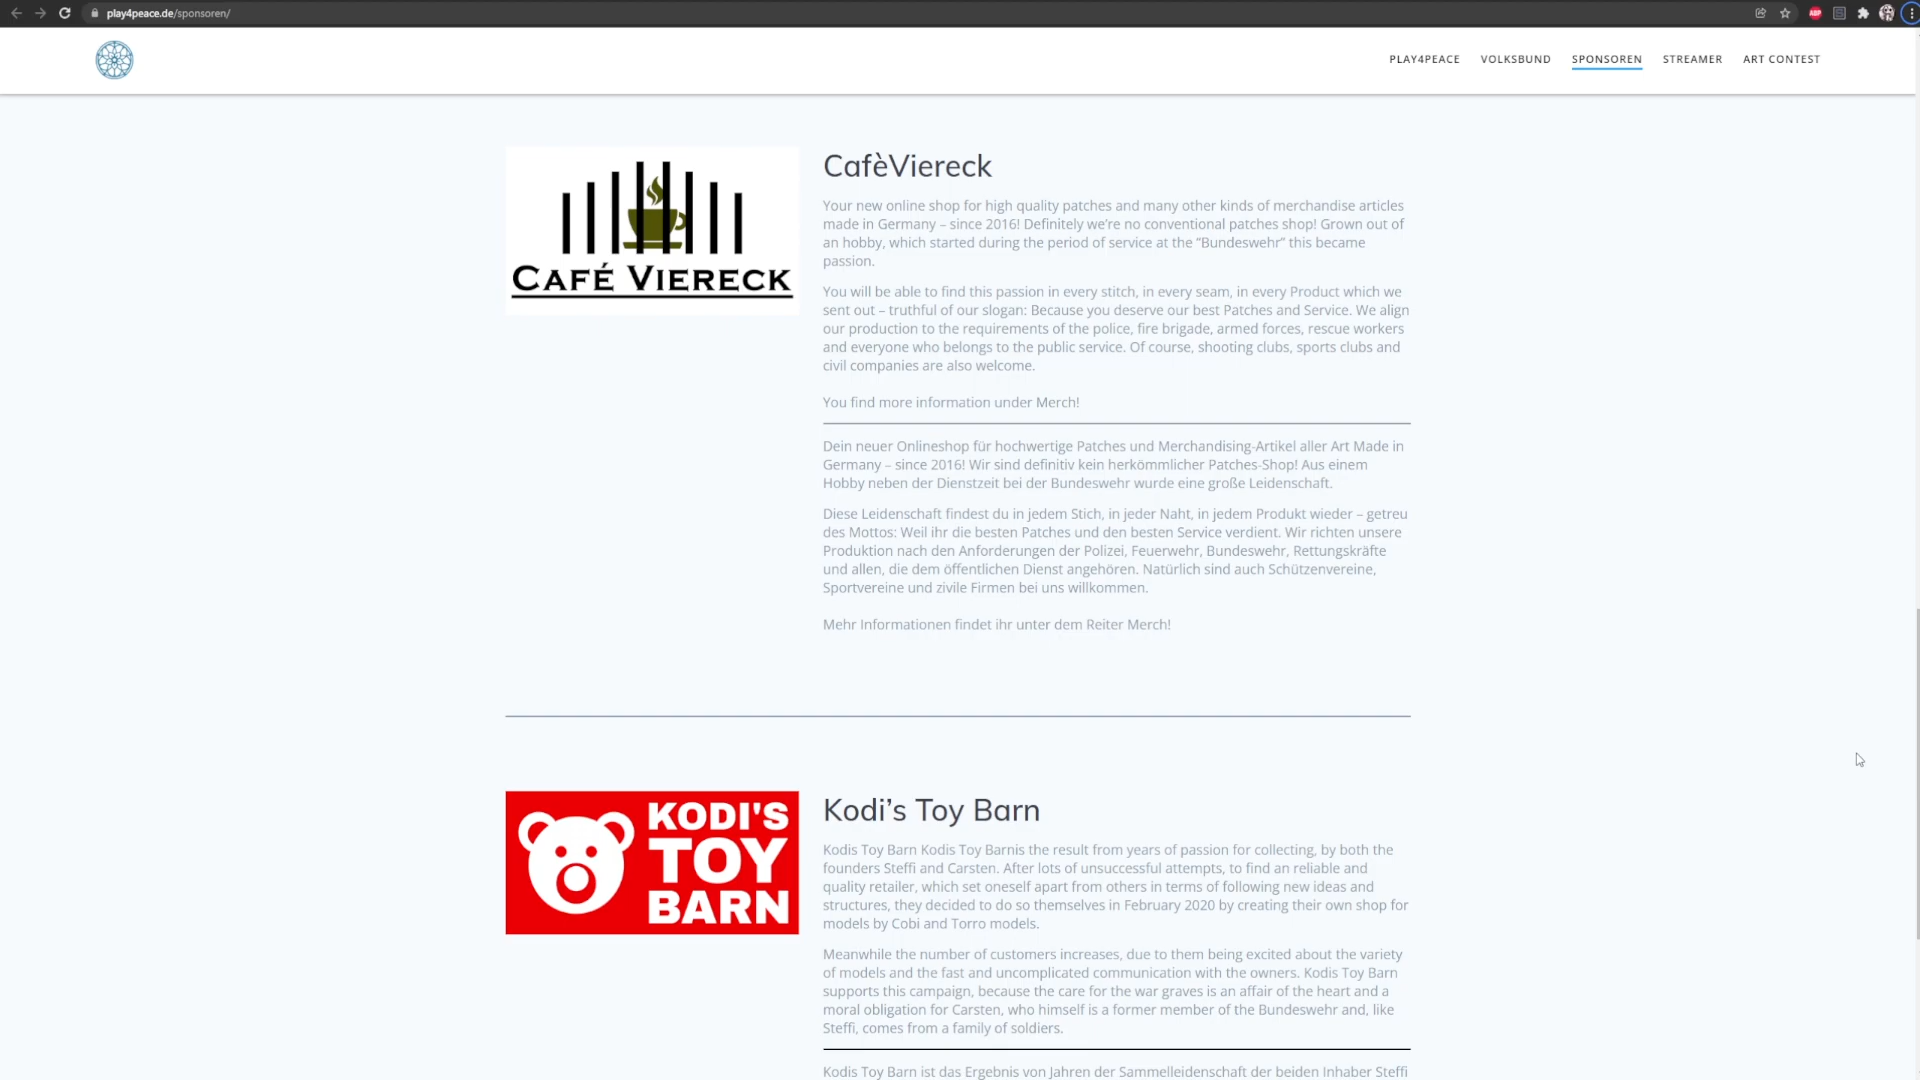 play4peace.de/sponsoren/
ABP
PLAY4PEACE VOLKSBUND SPONSOREN STREAMER ART CONTEST
CAFÉ VIERECK
CafèViereck
Your new online shop for high quality patches and many other kinds of merchandise articles
made in Germany – since 2016! Definitely we're no conventional patches shop! Grown out of
an hobby, which started during the period of service at the “Bundeswehr” this became
passion.
You will be able to find this passion in every stitch, in every seam, in every Product which we
sent out – truthful of our slogan: Because you deserve our best Patches and Service. We align
our production to the requirements of the police, fire brigade, armed forces, rescue workers
and everyone who belongs to the public service. Of course, shooting clubs, sports clubs and
civil companies are also welcome.
You find more information under Merch!
Dein neuer Onlineshop für hochwertige Patches und Merchandising-Artikel aller Art Made in
Germany – since 2016! Wir sind definitiv kein herkömmlicher Patches-Shop! Aus einem
Hobby neben der Dienstzeit bei der Bundeswehr wurde eine große Leidenschaft.
Diese Leidenschaft findest du in jedem Stich, in jeder Naht, in jedem Produkt wieder – getreu
des Mottos: Weil ihr die besten Patches und den besten Service verdient. Wir richten unsere
Produktion nach den Anforderungen der Polizei, Feuerwehr, Bundeswehr, Rettungskräfte
und allen, die dem öffentlichen Dienst angehören. Natürlich sind auch Schützenvereine,
Sportvereine und zivile Firmen bei uns willkommen.
Mehr Informationen findet ihr unter dem Reiter Merch!
KODI'S
TOY
BARN
Kodi’s Toy Barn
Kodis Toy Barn Kodis Toy Barnis the result from years of passion for collecting, by both the
founders Steffi and Carsten. After lots of unsuccessful attempts, to find an reliable and
quality retailer, which set oneself apart from others in terms of following new ideas and
structures, they decided to do so themselves in February 2020 by creating their own shop for
models by Cobi and Torro models.
Meanwhile the number of customers increases, due to them being excited about the variety
of models and the fast and uncomplicated communication with the owners. Kodis Toy Barn
supports this campaign, because the care for the war graves is an affair of the heart and a
moral obligation for Carsten, who himself is a former member of the Bundeswehr and, like
Steffi, comes from a family of soldiers.
Kodis Toy Barn ist das Ergebnis von Jahren der Sammelleidenschaft der beiden Inhaber Steffi